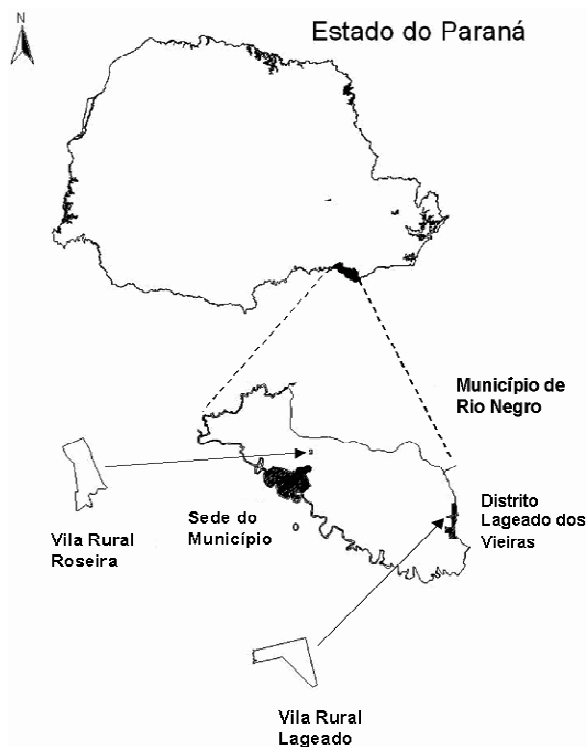 N
Estado do Paraná
Município de
Rio Negro
Distrito
Lageado dos
Vieiras
Sede do
Município
Vila Rural
Roseira
Vila Rural
Lageado